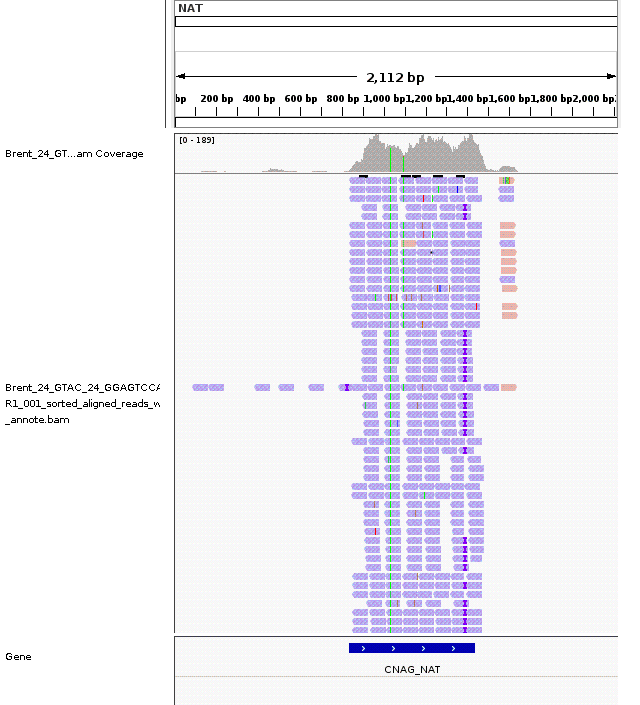 NAT
2,112 bp
bp 200 bp 400 bp 600 bp 800 bp 1,000 bp 1,200 bp 1,400 bp 1,600 bp 1,800 bp 2,000 bp
[0 - 189]
Brent_24_GT...am Coverage
Brent_24_GTAC_24_GGAGTCCA
R1_001_sorted_aligned_reads_w
_annote.bam
Gene
CNAG_NAT